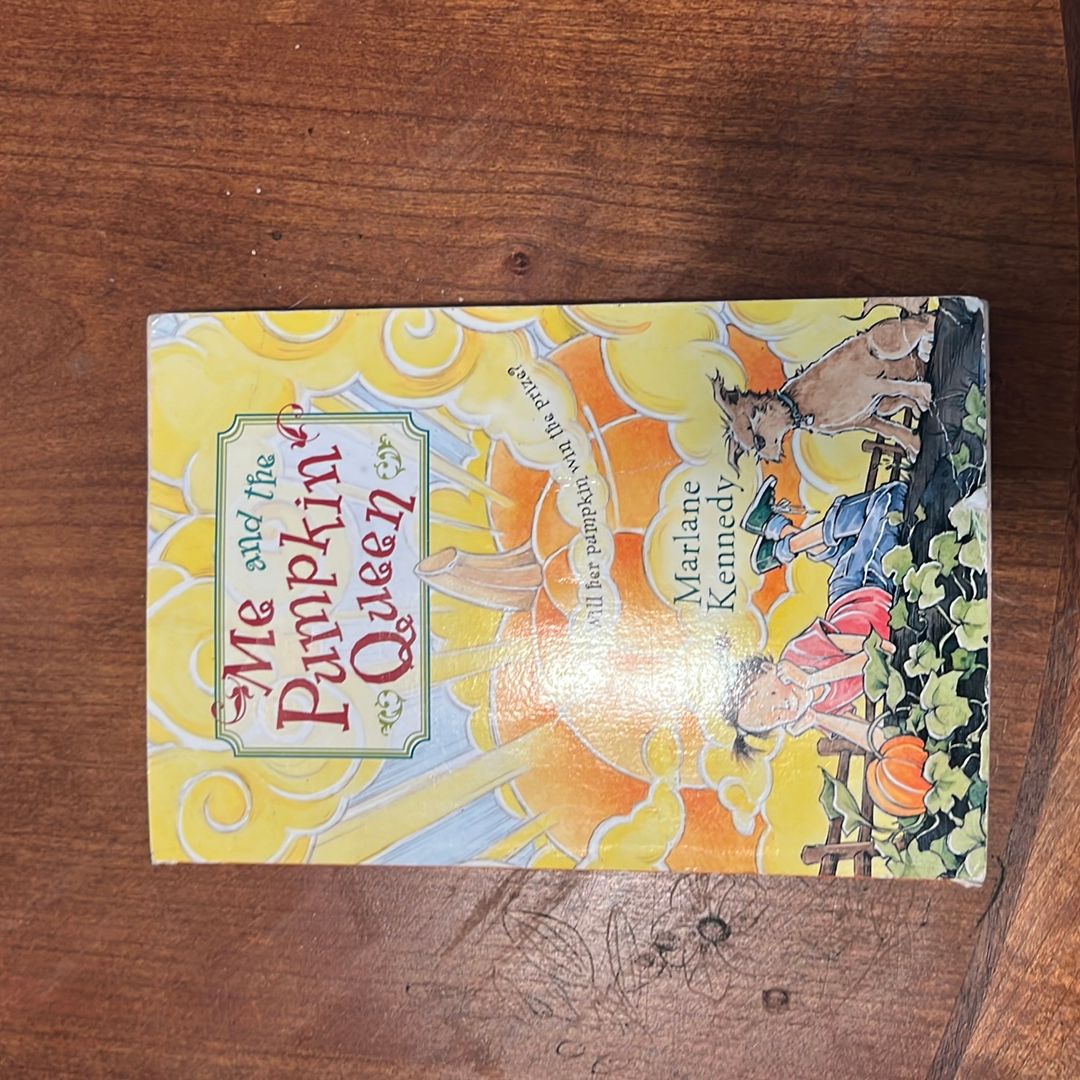 Me and the
Pumpkin
Queen
will her pumpkin win the prize?
Marlane
Kennedy